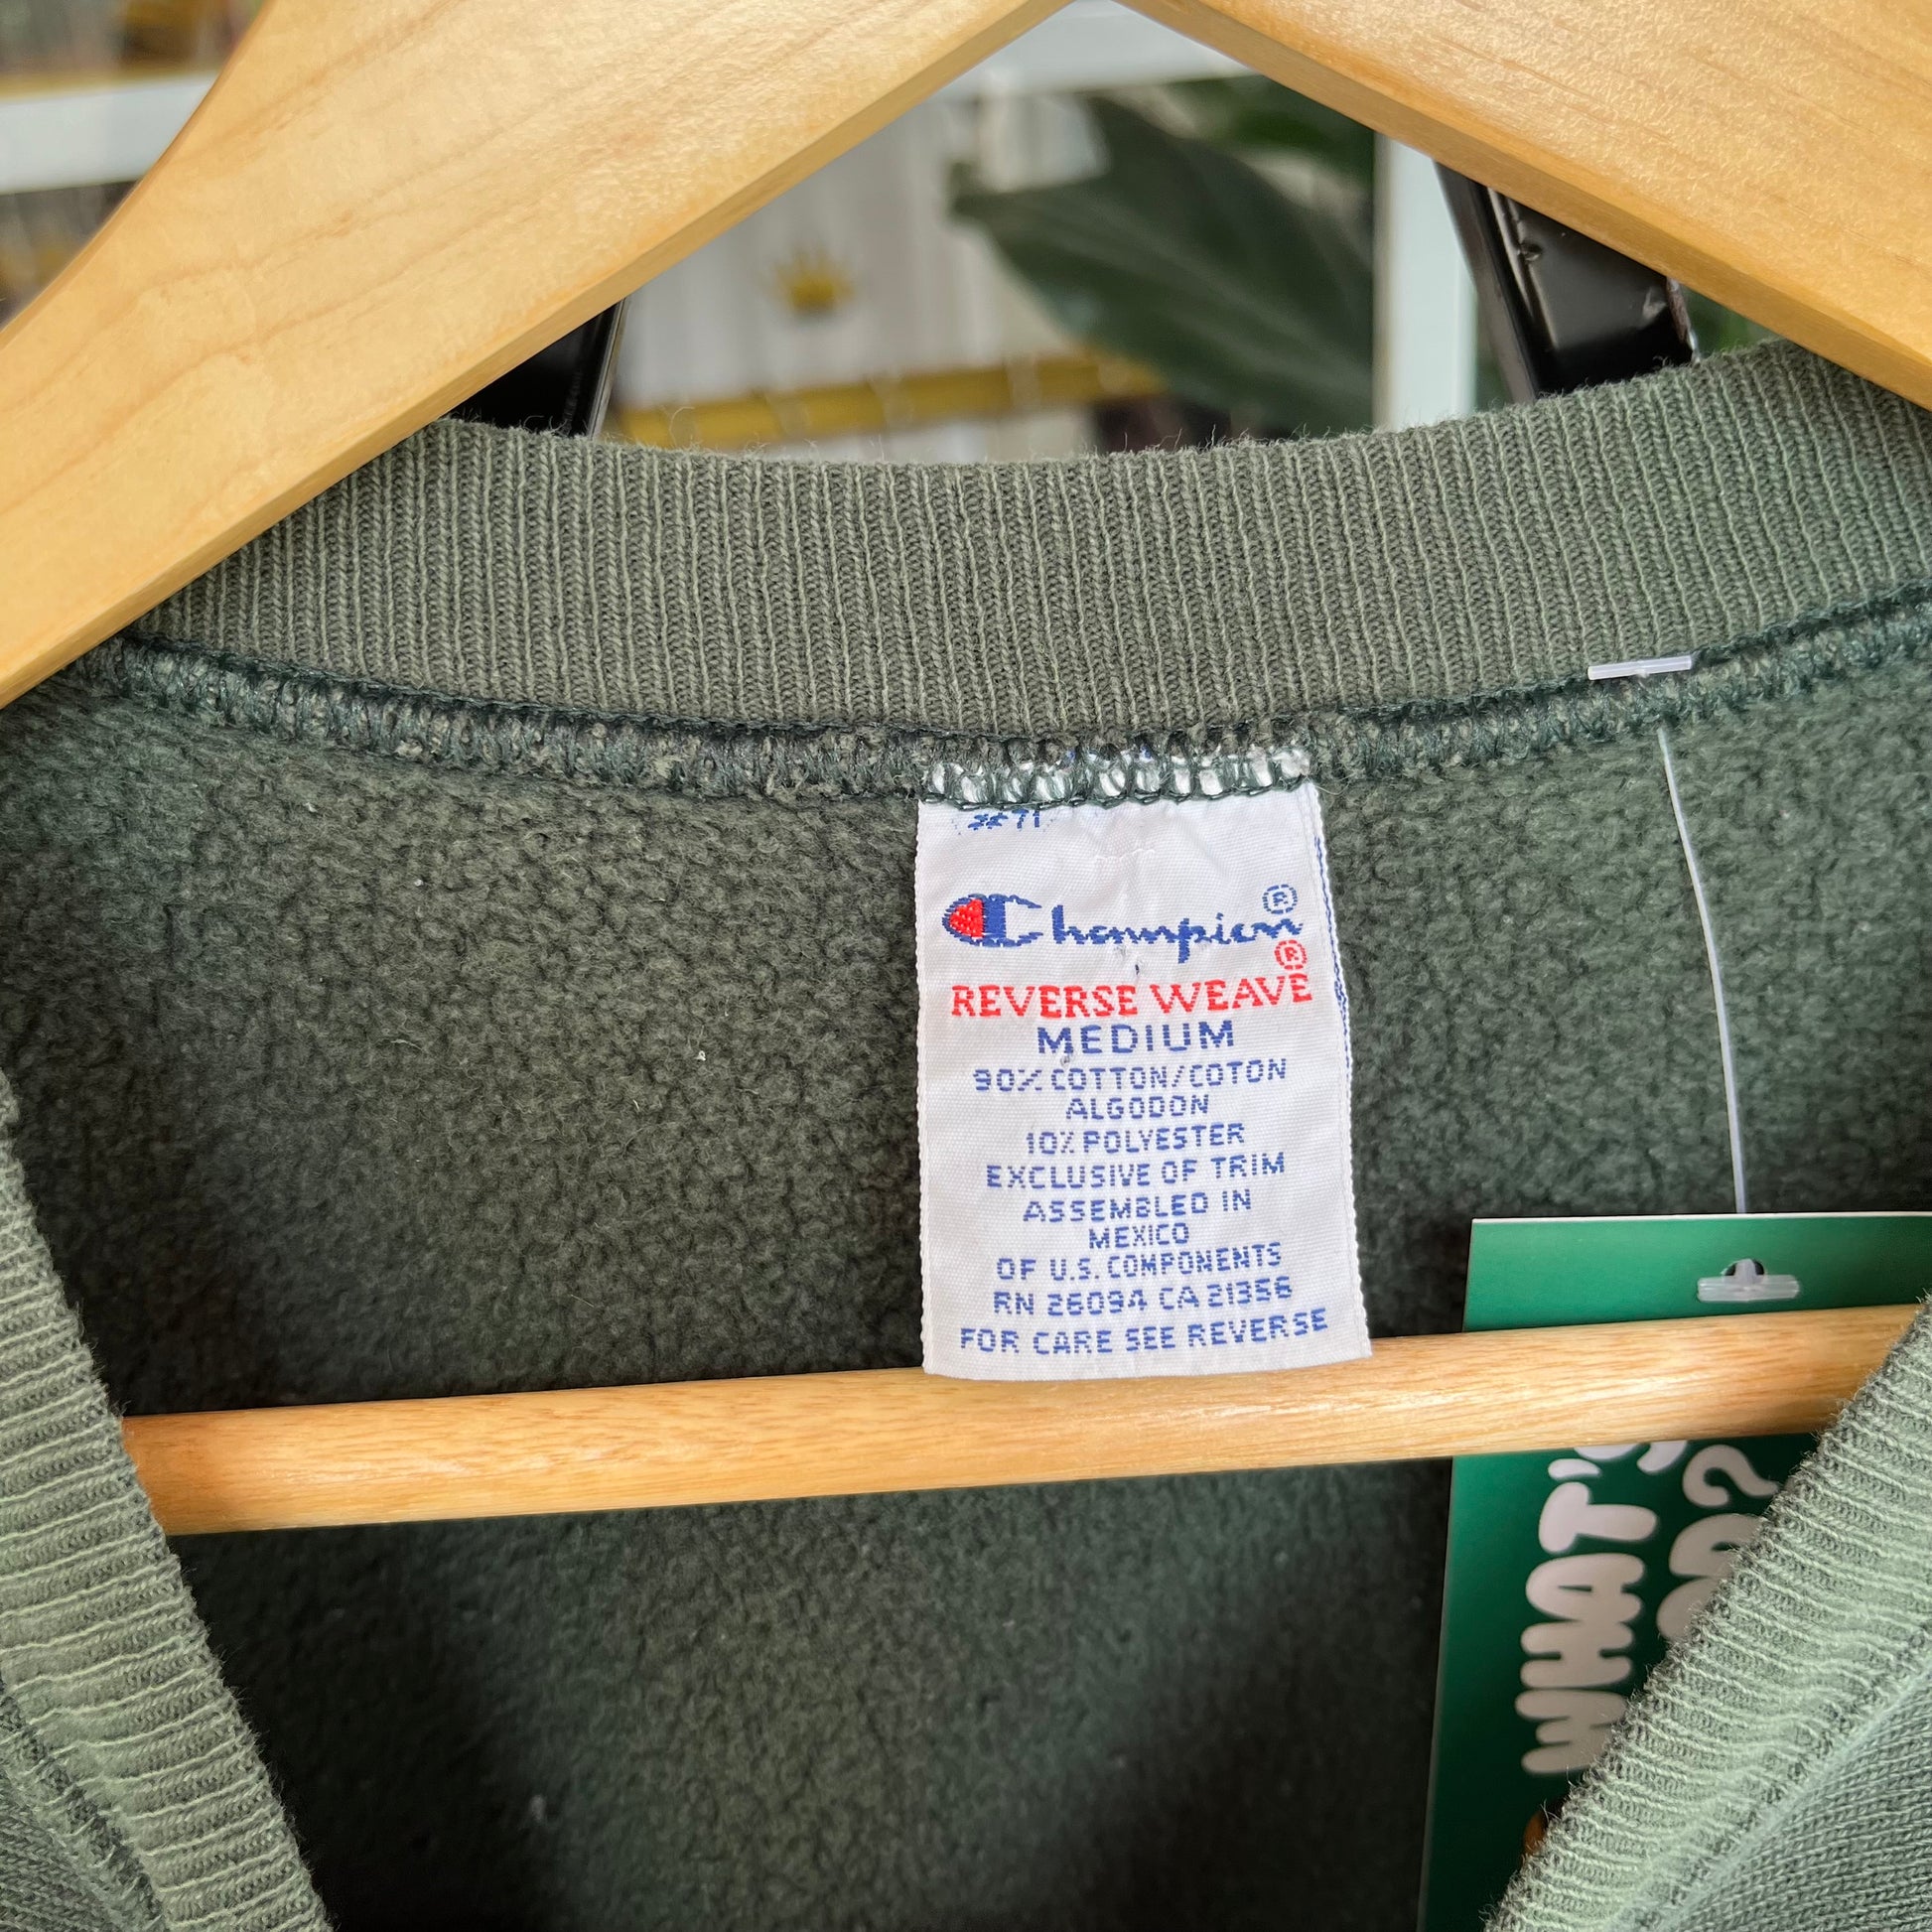 Champion®
REVERSE WEAVE®
MEDIUM
90% COTTON/COTON
ALGODON
10% POLYESTER
EXCLUSIVE OF TRIM
ASSEMBLED IN
MEXICO
OF U.S. COMPONENTS
RN 26094 CA 21356
FOR CARE SEE REVERSE
WHAT'S